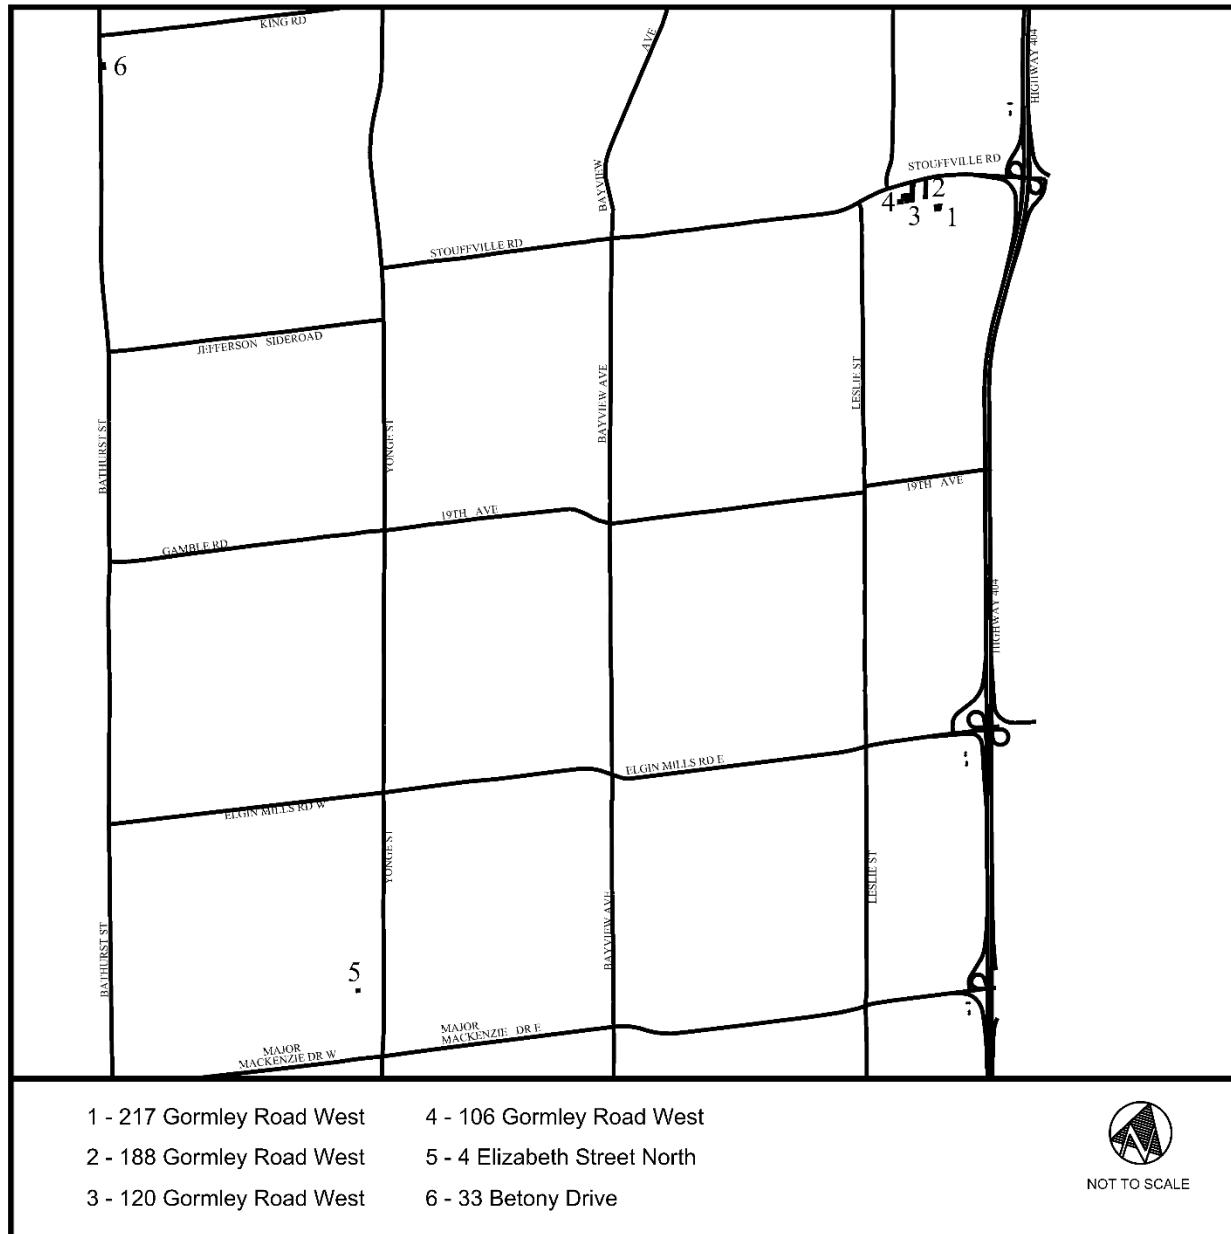 KING RD
6
AVE
HIGHWAY 404
BAYVIEW
STOUFFVILLE RD
4
2
3
1
STOUFFVILLE RD
JEFFERSON SIDEROAD
BATHURST ST
YONGE ST
BAYVIEW AVE
LESLIE ST
GAMBLE RD
19TH AVE
19TH AVE
HIGHWAY 404
ELGIN MILLS RD W
ELGIN MILLS RD E
YONGE ST
LESLIE ST
BATHURST ST
BAYVIEW AVE
5
MAJOR
MACKENZIE DR W
MAJOR
MACKENZIE DR E
1 - 217 Gormley Road West
2 - 188 Gormley Road West
3 - 120 Gormley Road West
4 - 106 Gormley Road West
5 - 4 Elizabeth Street North
6 - 33 Betony Drive
NOT TO SCALE